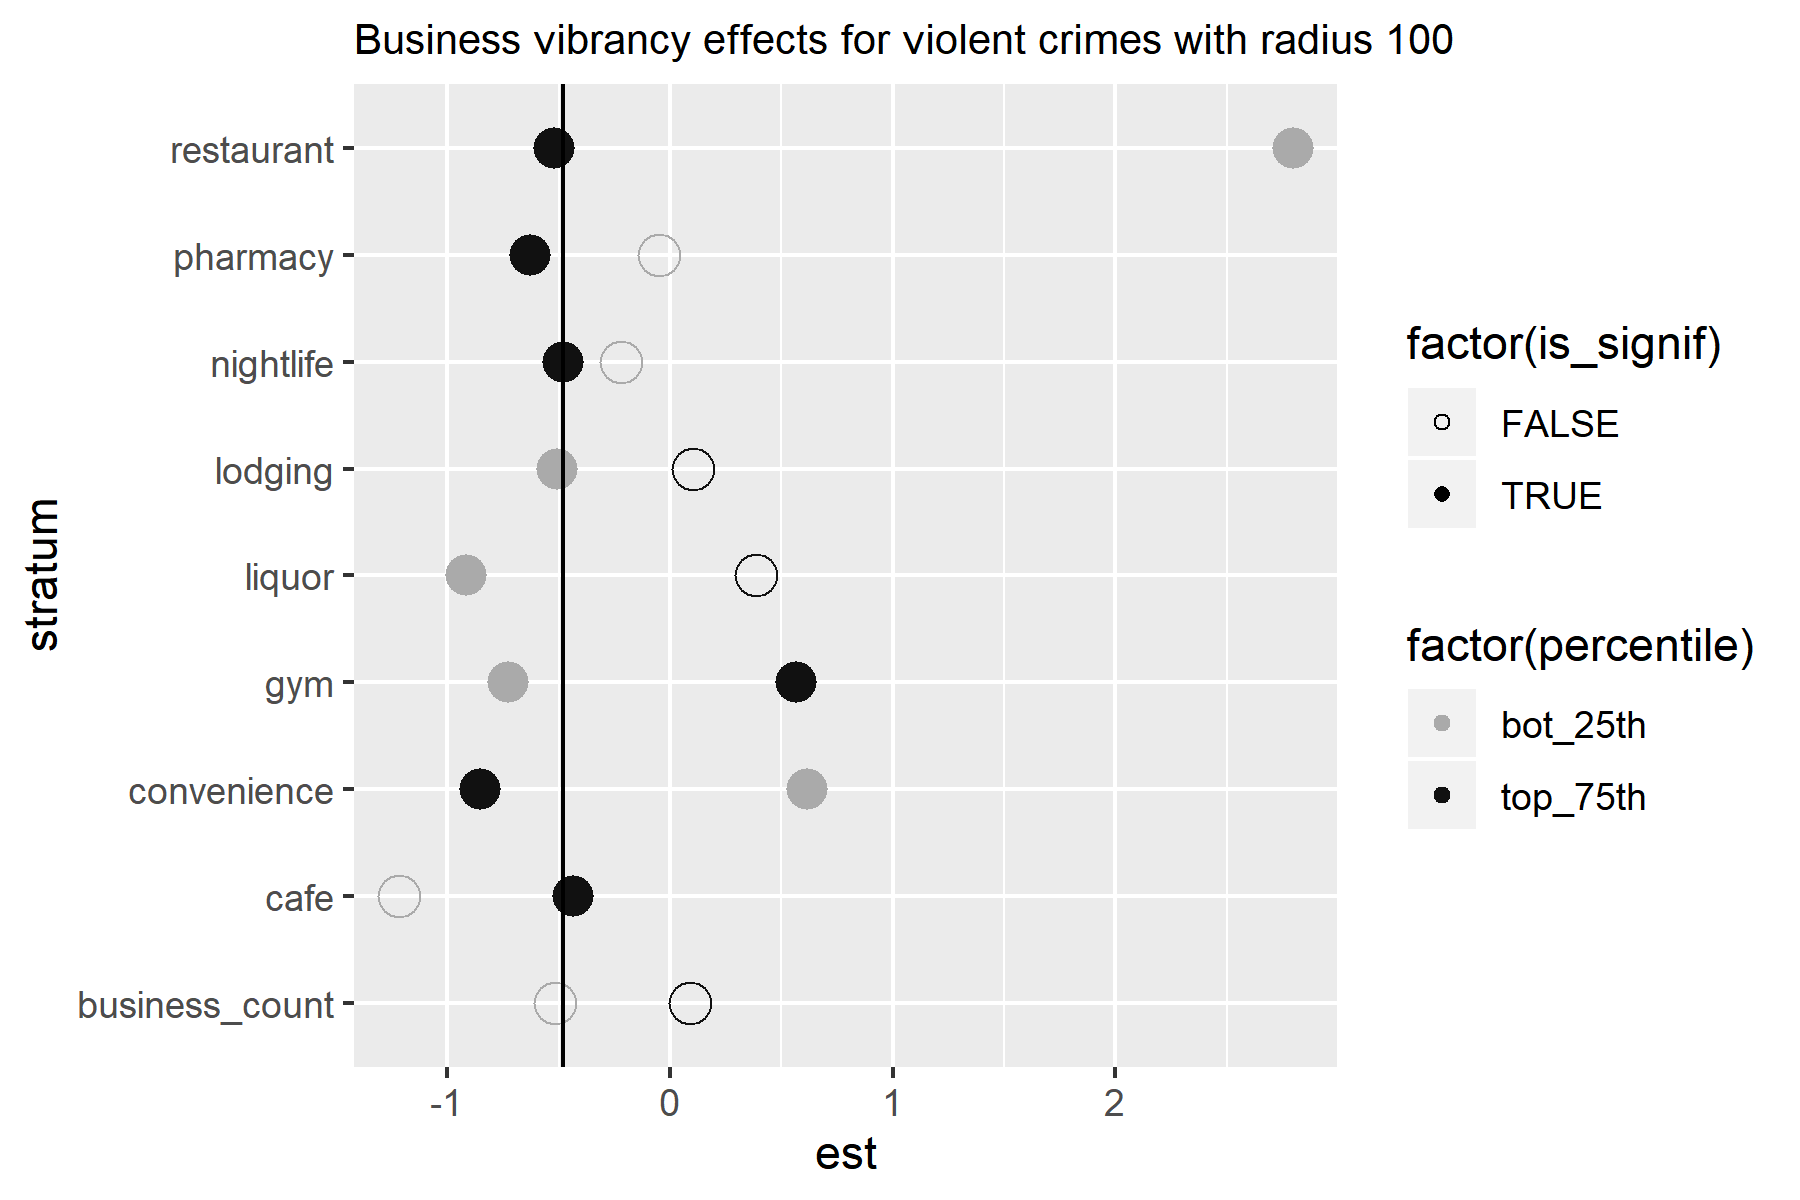 Business vibrancy effects for violent crimes with radius 100
restaurant
pharmacy
nightlife
lodging
liquor
gym
convenience
cafe
business_count
stratum
-1
0
1
2
est
factor(is_signif)
FALSE
TRUE
factor(percentile)
bot_25th
top_75th